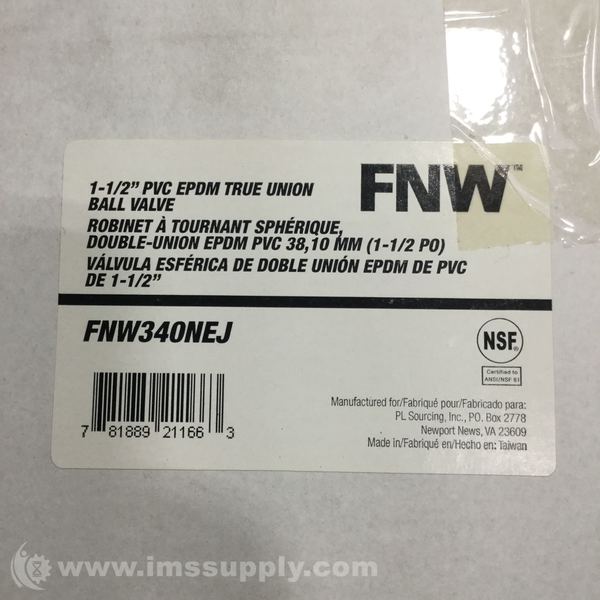 1-1/2" PVC EPDM TRUE UNION
BALL VALVE
FNW™
ROBINET À TOURNANT SPHÉRIQUE,
DOUBLE-UNION EPDM PVC 38,10 MM (1-1/2 PO)
VÁLVULA ESFÉRICA DE DOBLE UNIÓN EPDM DE PVC
DE 1-1/2"
FNW340NEJ
NSF®
Certified to
ANSI/NSF 61
7 81889 21166 3
Manufactured for/Fabriqué pour/Fabricado para:
PL Sourcing, Inc., P.O. Box 2778
Newport News, VA 23609
Made in/Fabriqué en/Hecho en: Taiwan
www.imssupply.com